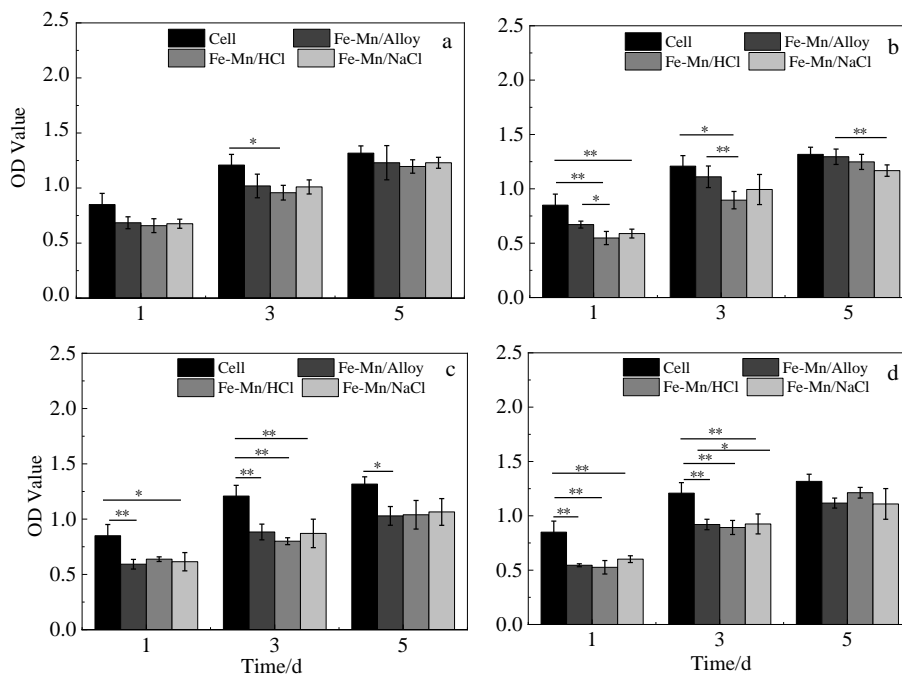 2.5
2.0
1.5
1.0
0.5
0.0
OD Value
Cell
Fe-Mn/Alloy
Fe-Mn/HCl
Fe-Mn/NaCl
a
*
1
3
5
2.5
2.0
1.5
1.0
0.5
0.0
OD Value
Cell
Fe-Mn/Alloy
Fe-Mn/HCl
Fe-Mn/NaCl
b
**
**
*
*
**
**
1
3
5
2.5
2.0
1.5
1.0
0.5
0.0
OD Value
Cell
Fe-Mn/Alloy
Fe-Mn/HCl
Fe-Mn/NaCl
c
*
**
**
**
**
*
1
3
5
Time/d
2.5
2.0
1.5
1.0
0.5
0.0
OD Value
Cell
Fe-Mn/Alloy
Fe-Mn/HCl
Fe-Mn/NaCl
d
**
**
**
**
*
**
**
1
3
5
Time/d